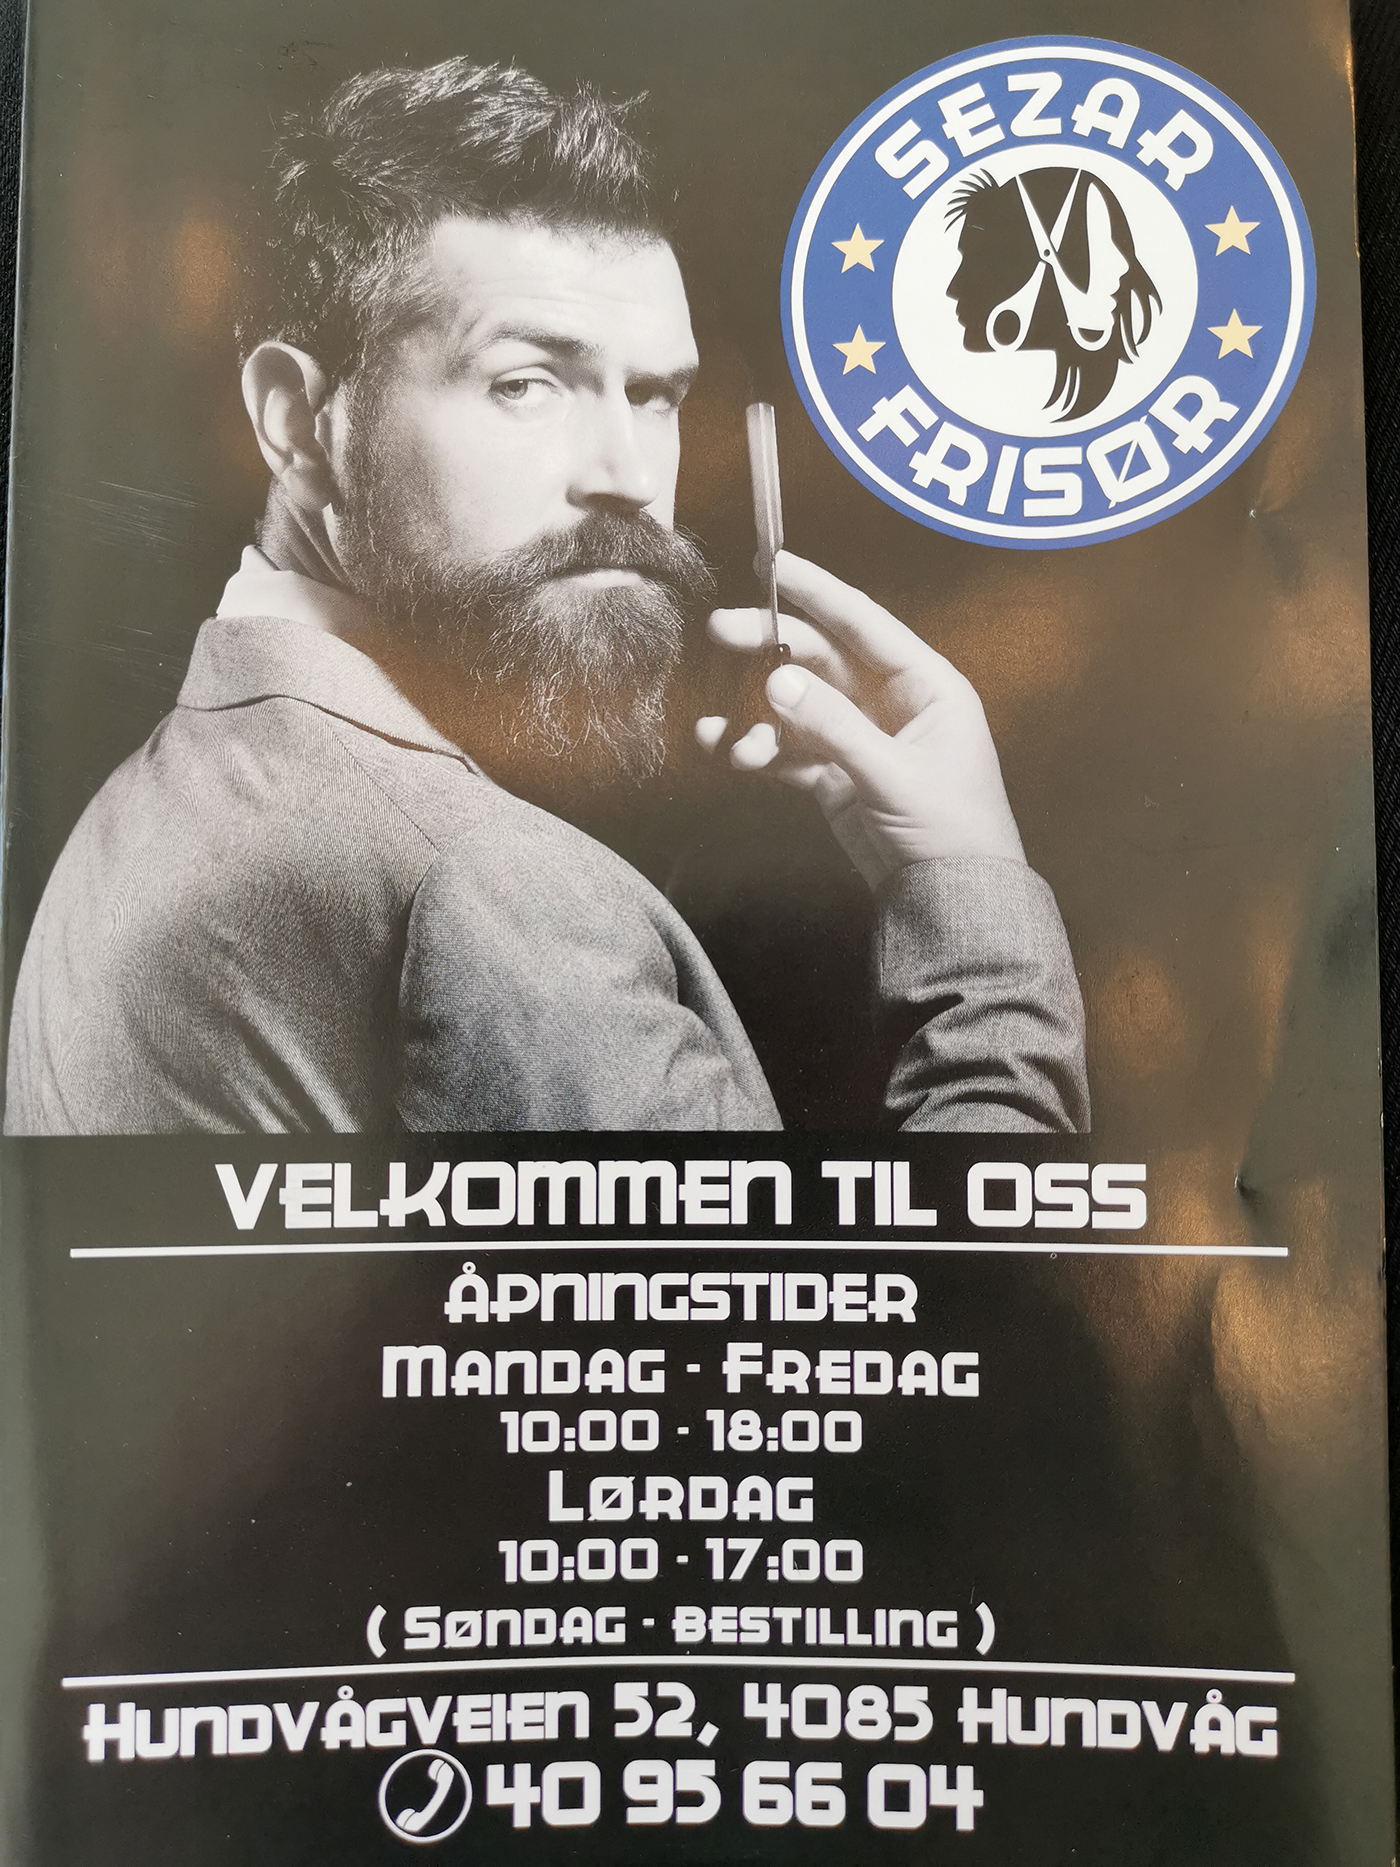 SEZAR
FRISØR
VELKOMMEN TIL OSS
ÅPNINGSTIDER
MANDAG - FREDAG
10:00 - 18:00
LØRDAG
10:00 - 17:00
( SØNDAG - BESTILLING )
HUNDVÅGVEIEN 52, 4085 HUNDVÅG
40 95 66 04